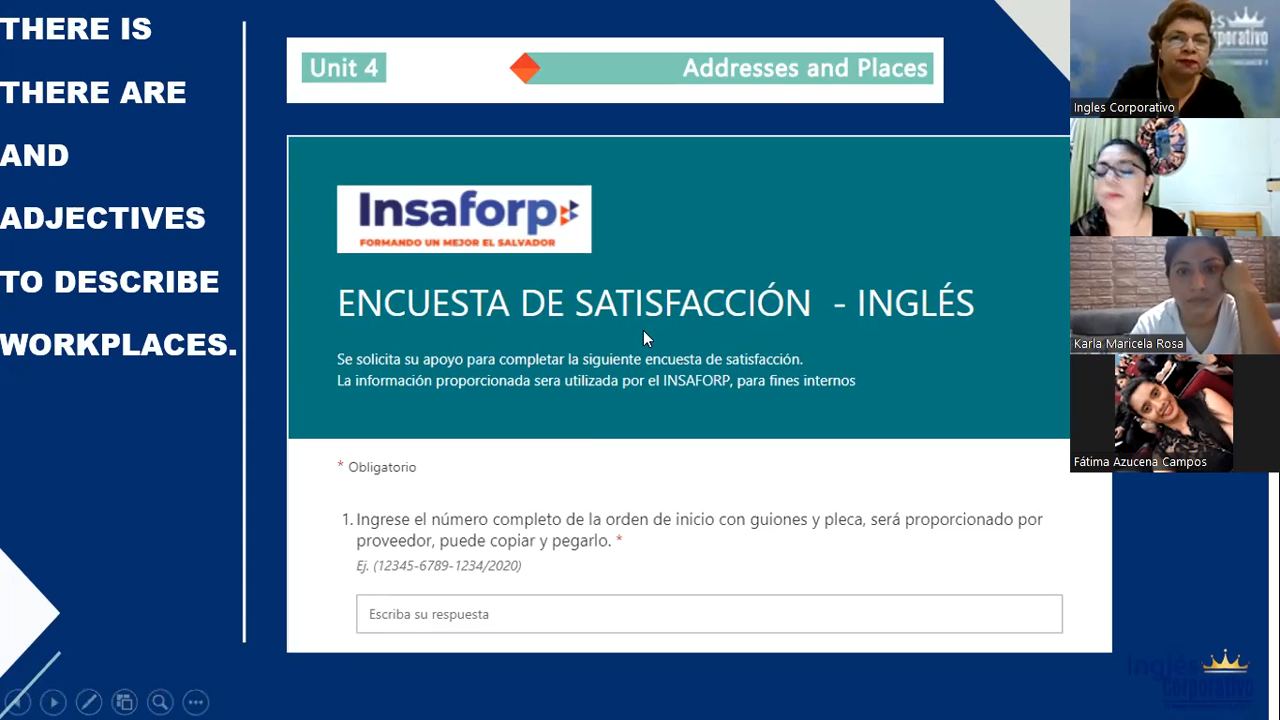 THERE IS
THERE ARE
AND
ADJECTIVES
TO DESCRIBE
WORKPLACES.
Unit 4
Addresses and Places
Insaforp
FORMANDO UN MEJOR EL SALVADOR
ENCUESTA DE SATISFACCIÓN - INGLÉS
Se solicita su apoyo para completar la siguiente encuesta de satisfacción.
La información proporcionada sera utilizada por el INSAFORP, para fines internos
* Obligatorio
1. Ingrese el número completo de la orden de inicio con guiones y pleca, será proporcionado por
proveedor, puede copiar y pegarlo. *
Ej. (12345-6789-1234/2020)
Escriba su respuesta
Ingles Corporativo
Karla Maricela Rosa
Fátima Azucena Campos
Inglés
Corporativo